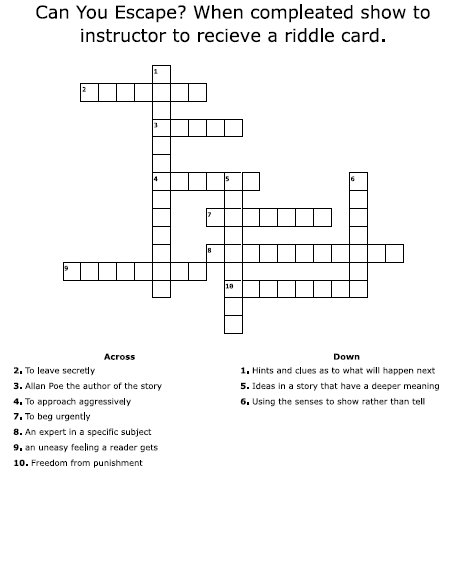 Can You Escape? When compleated show to
instructor to recieve a riddle card.
1
2
3
4 5 6
7
8
9
10
Across
2. To leave secretly
3. Allan Poe the author of the story
4. To approach aggressively
7. To beg urgently
8. An expert in a specific subject
9. an uneasy feeling a reader gets
10. Freedom from punishment
Down
1. Hints and clues as to what will happen next
5. Ideas in a story that have a deeper meaning
6. Using the senses to show rather than tell